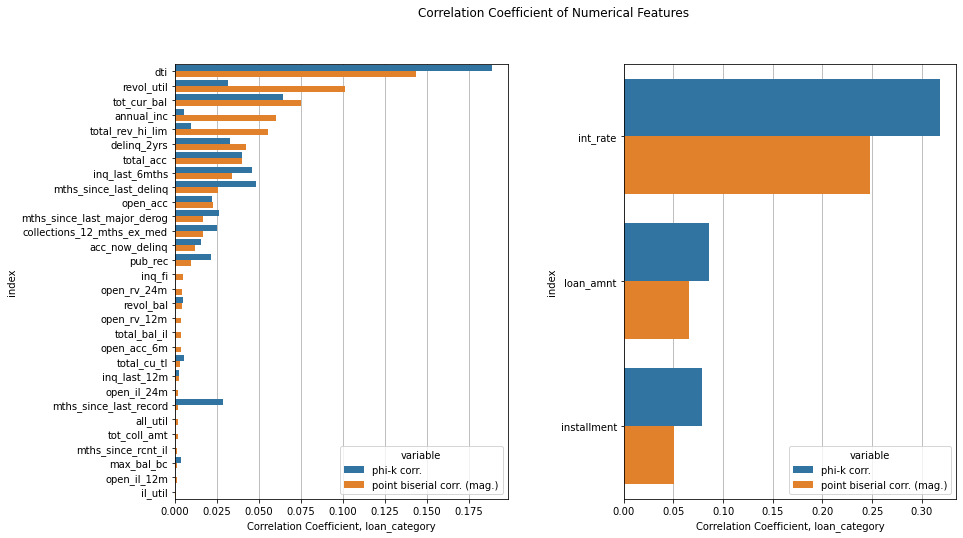 Correlation Coefficient of Numerical Features
index
dti
revol_util
tot_cur_bal
annual_inc
total_rev_hi_lim
delinq_2yrs
total_acc
inq_last_6mths
mths_since_last_delinq
open_acc
mths_since_last_major_derog
collections_12_mths_ex_med
acc_now_delinq
pub_rec
inq_fi
open_rv_24m
revol_bal
open_rv_12m
total_bal_il
open_acc_6m
total_cu_tl
inq_last_12m
open_il_24m
mths_since_last_record
all_util
tot_coll_amt
mths_since_rcnt_il
max_bal_bc
open_il_12m
il_util
variable
phi-k corr.
point biserial corr. (mag.)
0.000 0.025 0.050 0.075 0.100 0.125 0.150 0.175
Correlation Coefficient, loan_category
index
int_rate
loan_amnt
installment
variable
phi-k corr.
point biserial corr. (mag.)
0.00 0.05 0.10 0.15 0.20 0.25 0.30
Correlation Coefficient, loan_category